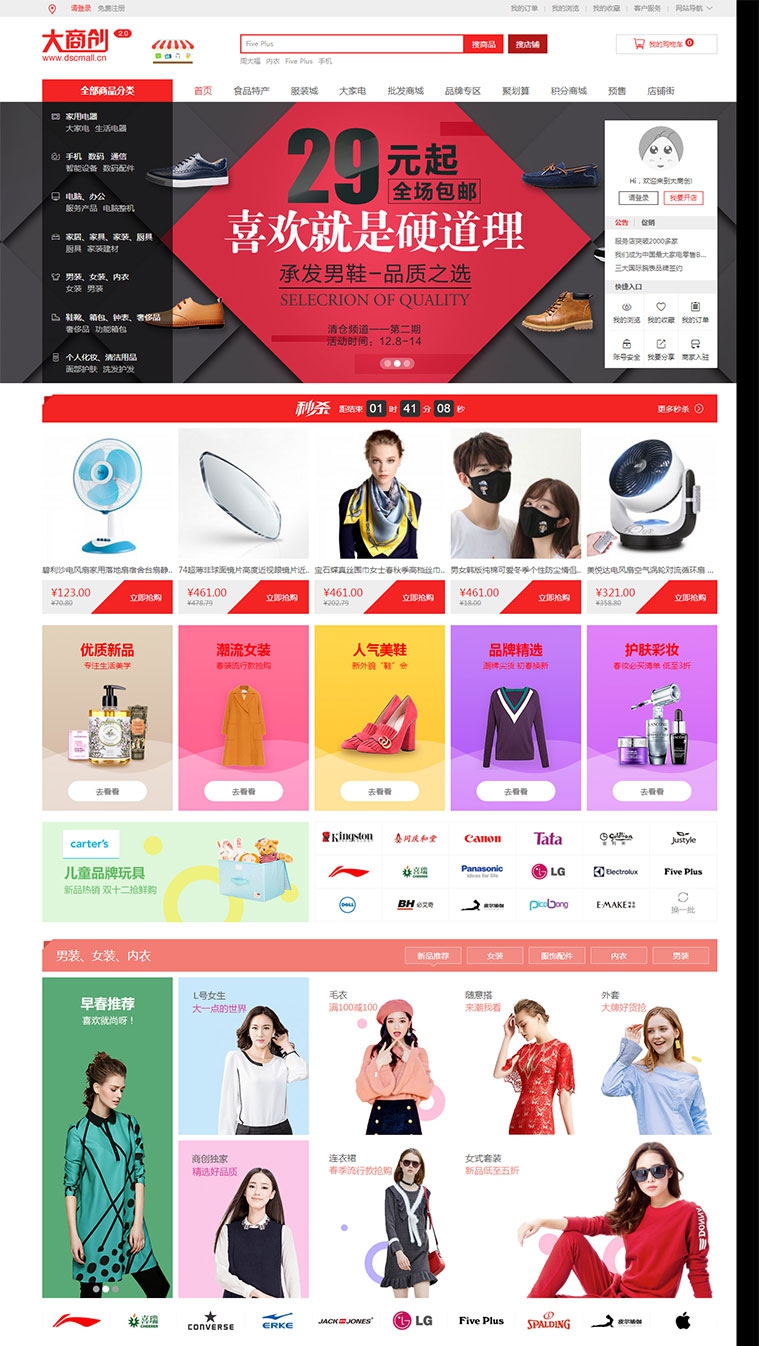 请登录 免费注册
我的订单 我的浏览 我的收藏 客户服务 网站导航
大商创 2.0
www.dscmall.cn
Five Plus 搜商品 搜店铺
我的购物车 0
周大福 内衣 Five Plus 手机
全部商品分类 首页 食品特产 服装城 大家电 批发商城 品牌专区 聚划算 积分商城 预售 店铺街
家用电器
大家电 生活电器
手机 数码 通信
智能设备 数码配件
电脑、办公
服务产品 电脑整机
家居、家具、家装、厨具
厨具 家装建材
男装、女装、内衣
女装 男装
鞋靴、箱包、钟表、奢侈品
奢侈品 功能箱包
个人化妆、清洁用品
面部护肤 洗发护发
29元起
全场包邮
喜欢就是硬道理
承发男鞋-品质之选
SELECRION OF QUALITY
清仓频道——第二期
活动时间：12.8-14
Hi，欢迎来到大商创!
请登录 我要开店
公告 促销
服务店突破2000多家
我们成为中国最大家电零售B...
三大国际腕表品牌签约
快捷入口
我的浏览 我的收藏 我的订单
账号安全 我要分享 商家入驻
秒杀 距结束 01 时 41 分 08 秒
更多秒杀
碧利沙电风扇家用落地扇宿舍台扇静..
74超薄非球面镜片高度近视眼镜片近..
宝石蝶真丝围巾女士春秋季高档丝巾..
男女韩版纯棉可爱冬季个性防尘情侣..
美悦达电风扇空气涡轮对流循环扇 ...
¥123.00 ¥70.80 立即抢购
¥461.00 ¥478.79 立即抢购
¥461.00 ¥202.79 立即抢购
¥461.00 ¥18.00 立即抢购
¥321.00 ¥358.80 立即抢购
优质新品
专注生活美学
去看看
潮流女装
春装流行款抢购
去看看
人气美鞋
新外貌“鞋”会
去看看
品牌精选
潮牌尖货 初春换新
去看看
护肤彩妆
春妆必买清单 低至3折
去看看
carter's
儿童品牌玩具
新品热销 双十二抢鲜购
Kingston 同庆和堂 Canon Tata 金利来 Justyle
喜瑞 Panasonic ideas for life LG Electrolux Five Plus
DELL BH 必艾奇 皮尔瑜伽 picobong E·MAKE 换一批
男装、女装、内衣
新品推荐 女装 服饰配件 内衣 男装
早春推荐
喜欢就尚呀！
L号女生
大一点的世界
毛衣
满100减100
随意搭
来潮我看
外套
大牌好货抢
商创独家
精选好品质
连衣裙
春季流行款抢购
女式套装
新品低至五折
喜瑞 CONVERSE ERKE JACK JONES LG Five Plus SPALDING 皮尔瑜伽